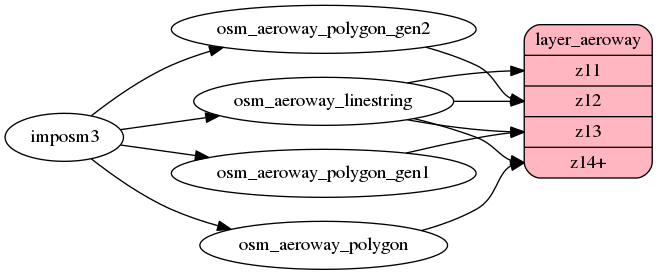 imposm3
osm_aeroway_polygon_gen2
osm_aeroway_linestring
osm_aeroway_polygon_gen1
osm_aeroway_polygon
layer_aeroway
z11
z12
z13
z14+